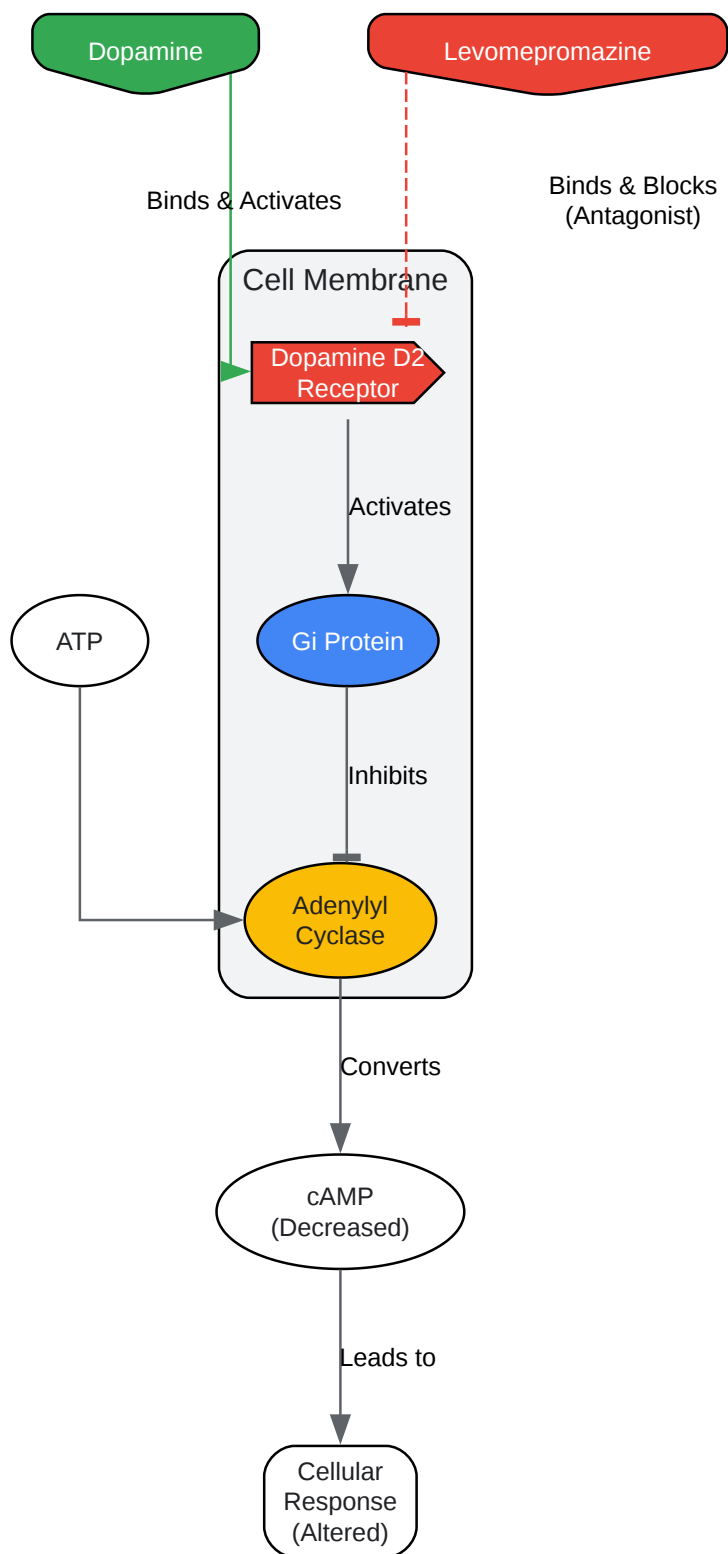 Dopamine
Levomepromazine
Binds & Activates
Binds & Blocks
(Antagonist)
Cell Membrane
Dopamine D2
Receptor
Activates
ATP
Gi Protein
Inhibits
Adenylyl
Cyclase
Converts
cAMP
(Decreased)
Leads to
Cellular
Response
(Altered)